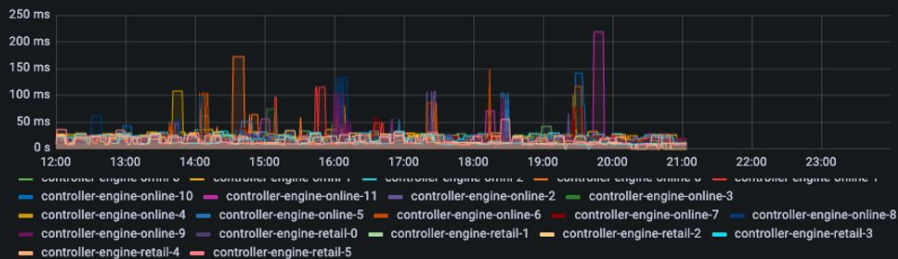 250 ms
200 ms
150 ms
100 ms
50 ms
0 s
12:00 13:00 14:00 15:00 16:00 17:00 18:00 19:00 20:00 21:00 22:00 23:00
controller-engine-online-10 controller-engine-online-11 controller-engine-online-2 controller-engine-online-3
controller-engine-online-4 controller-engine-online-5 controller-engine-online-6 controller-engine-online-7 controller-engine-online-8
controller-engine-online-9 controller-engine-retail-0 controller-engine-retail-1 controller-engine-retail-2 controller-engine-retail-3
controller-engine-retail-4 controller-engine-retail-5